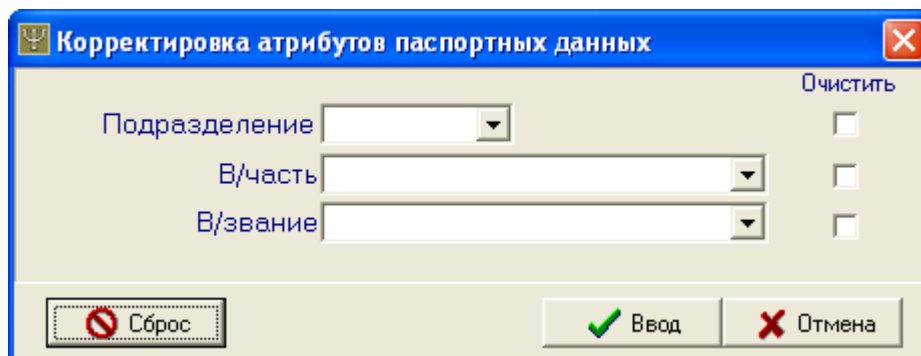 Корректировка атрибутов паспортных данных
Очистить
Подразделение
В/часть
В/звание
Сброс Ввод Отмена